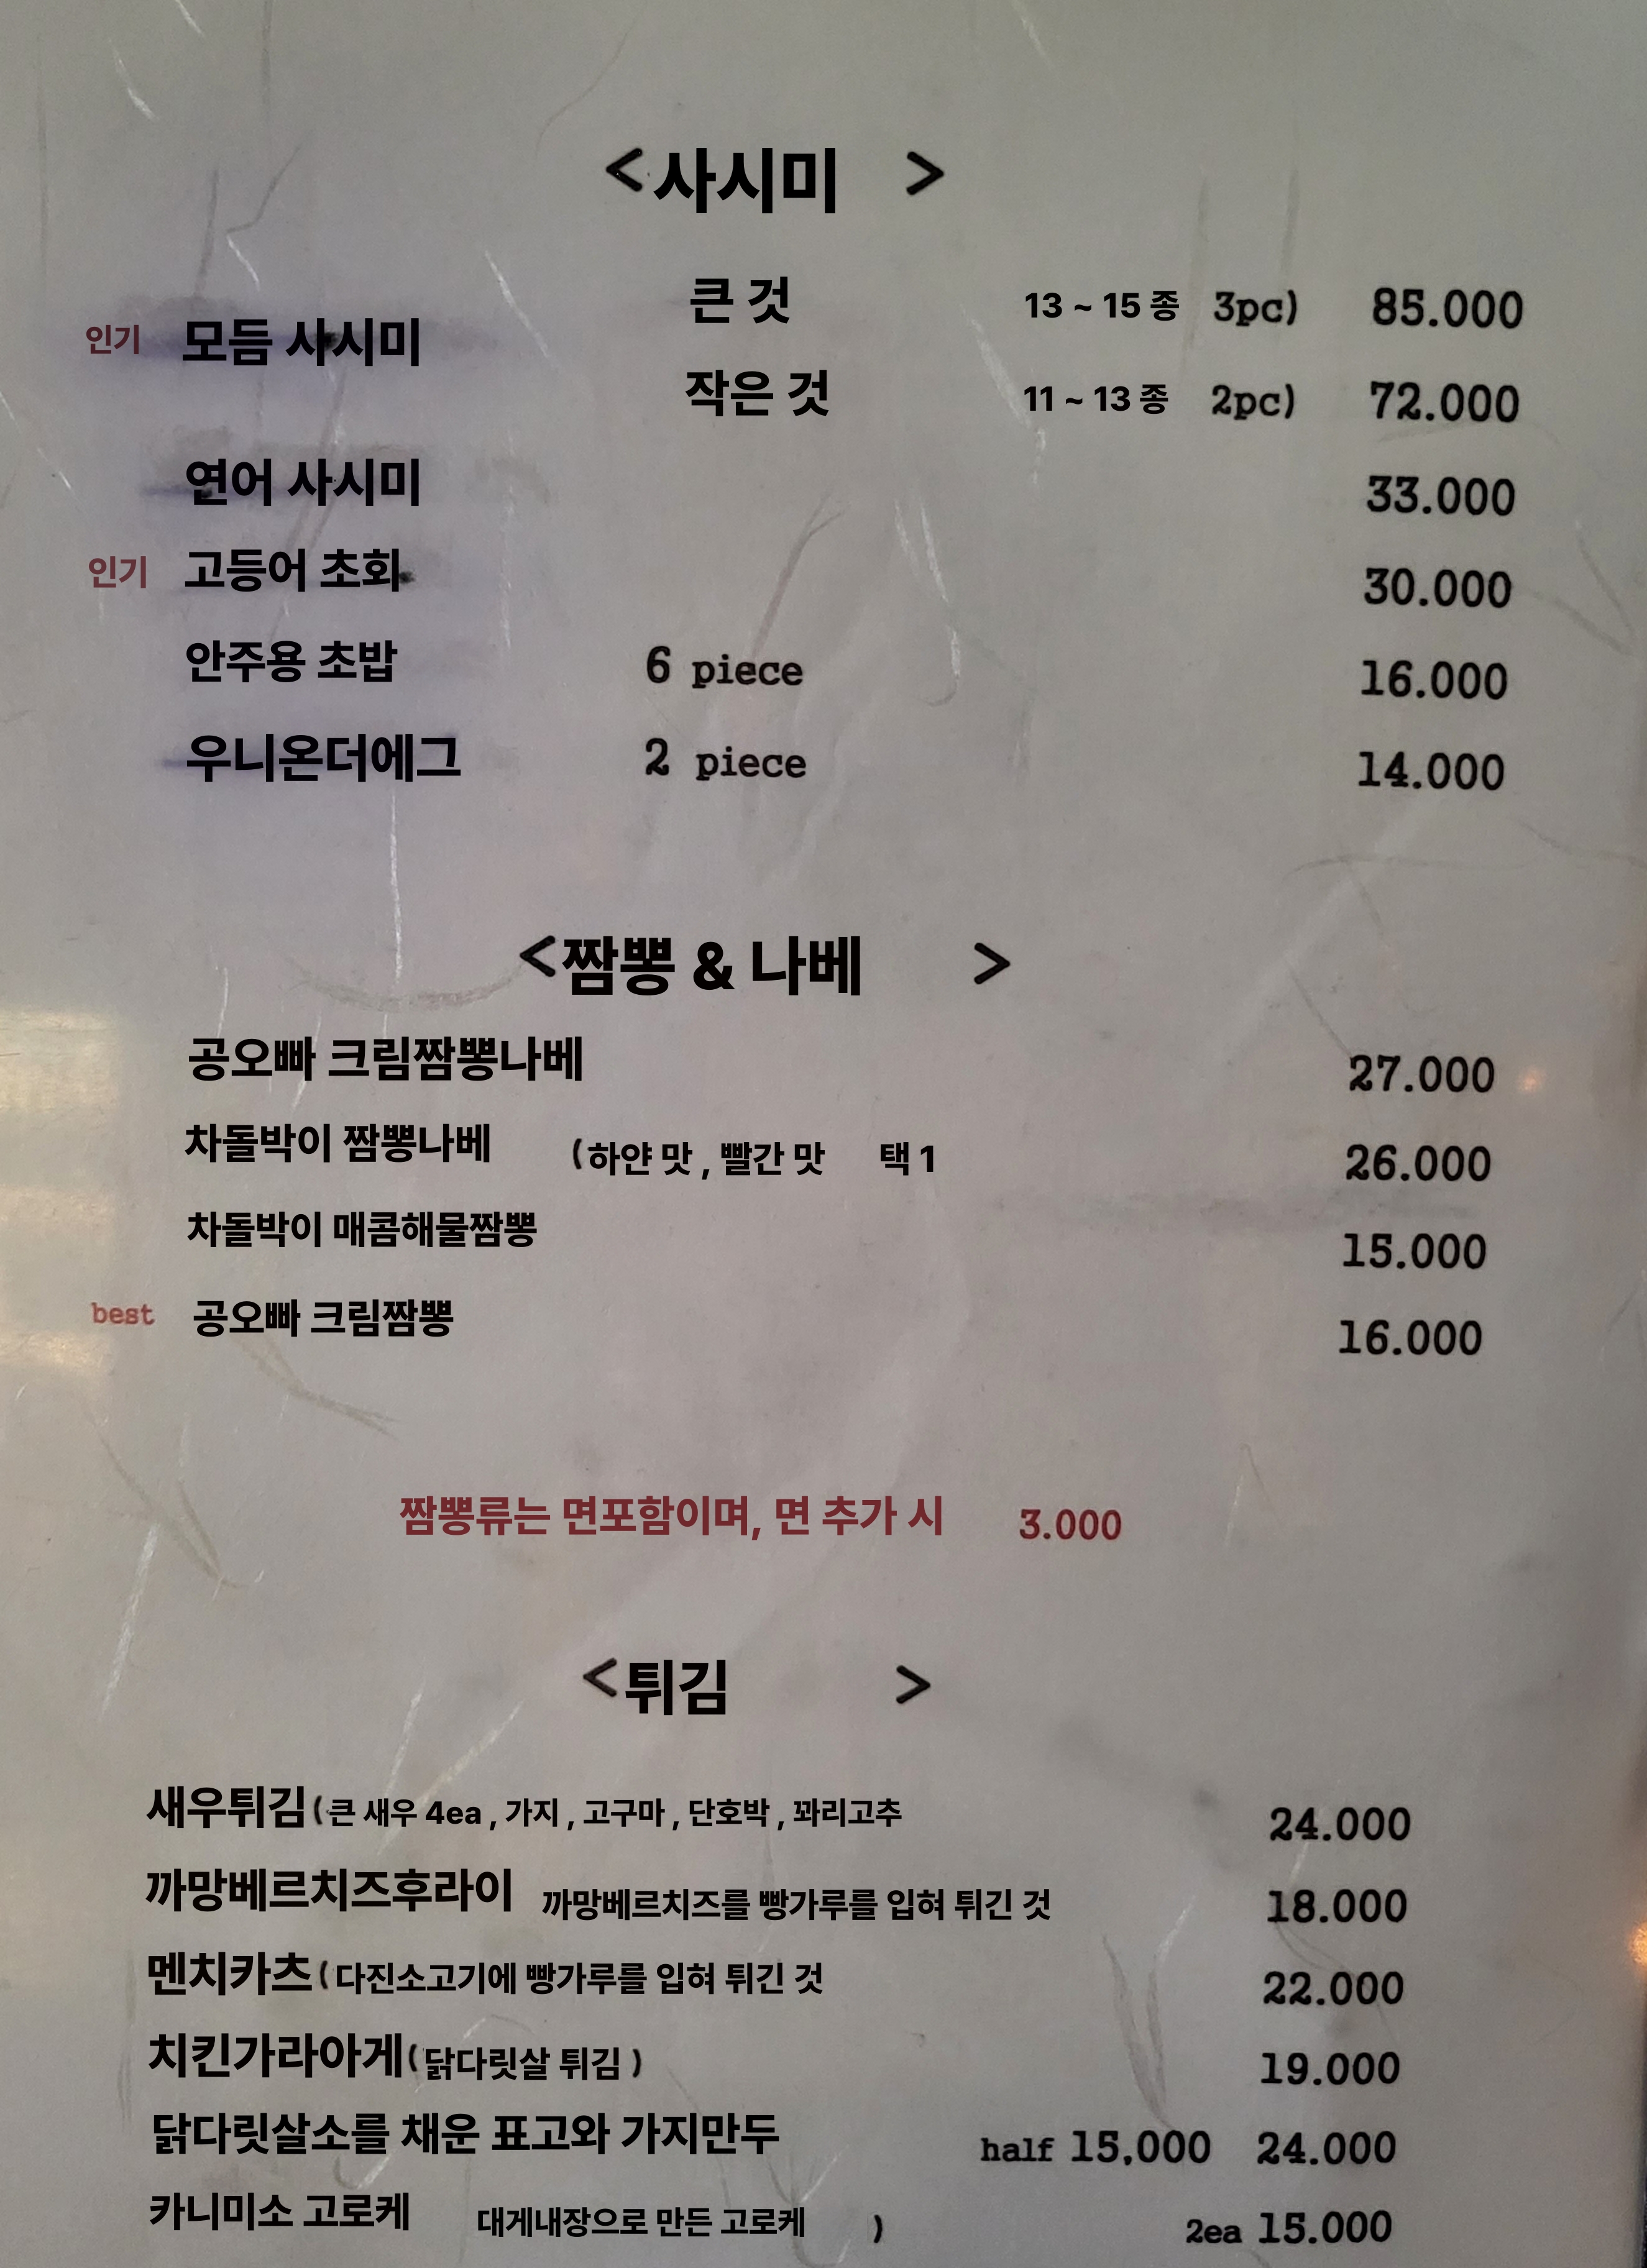 <사시미 >
큰 것 13 ~ 15 종 3pc) 85.000
인기 모듬 사시미
작은 것 11 ~ 13 종 2pc) 72.000
연어 사시미 33.000
인기 고등어 초회 30.000
안주용 초밥 6 piece 16.000
우니온더에그 2 piece 14.000
<짬뽕 & 나베 >
공오빠 크림짬뽕나베 27.000
차돌박이 짬뽕나베 (하얀 맛 , 빨간 맛 택 1 26.000
차돌박이 매콤해물짬뽕 15.000
best 공오빠 크림짬뽕 16.000
짬뽕류는 면포함이며, 면 추가 시 3.000
<튀김 >
새우튀김 (큰 새우 4ea , 가지 , 고구마 , 단호박 , 꽈리고추 24.000
까망베르치즈후라이 까망베르치즈를 빵가루를 입혀 튀긴 것 18.000
멘치카츠 (다진소고기에 빵가루를 입혀 튀긴 것 22.000
치킨가라아게 (닭다릿살 튀김 ) 19.000
닭다릿살소를 채운 표고와 가지만두 half 15,000 24.000
카니미소 고로케 대게내장으로 만든 고로케 ) 2ea 15.000